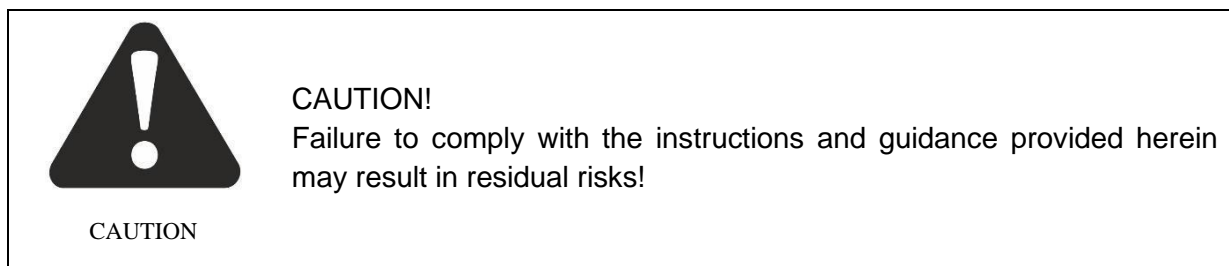 CAUTION!
Failure to comply with the instructions and guidance provided herein
may result in residual risks!
CAUTION